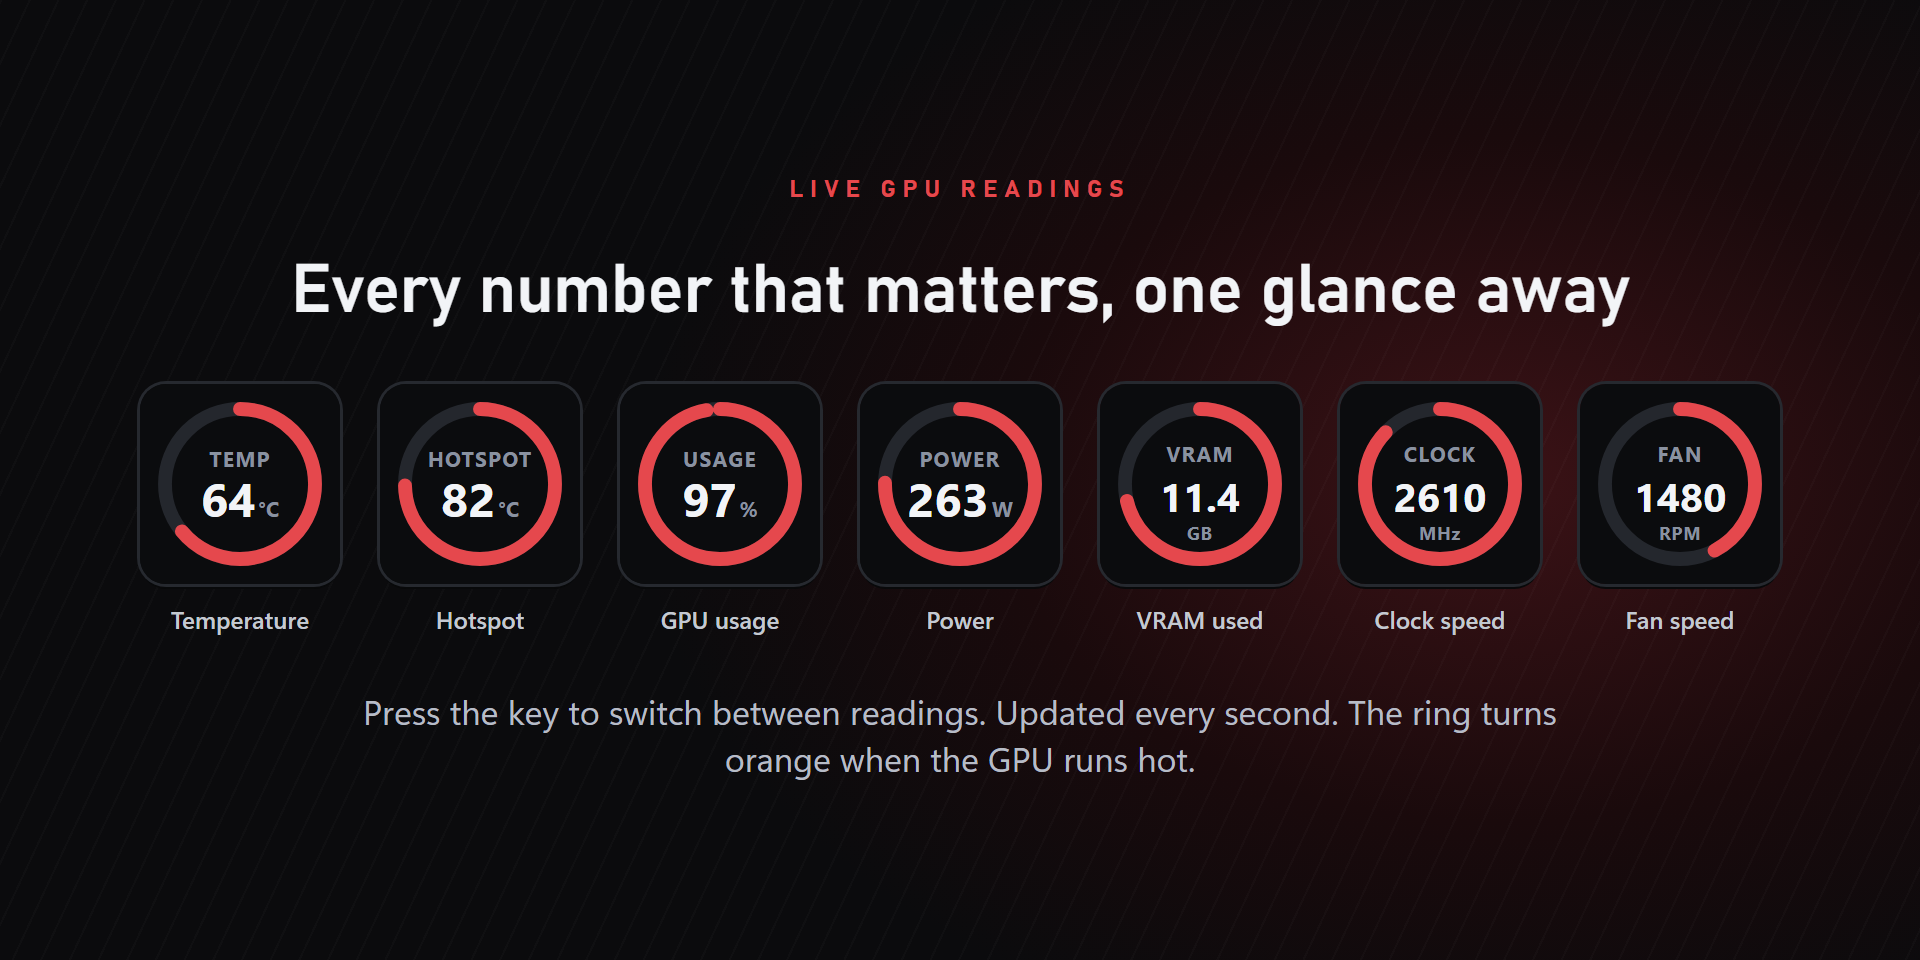 LIVE GPU READINGS
Every number that matters, one glance away
TEMP
64 °C
Temperature
HOTSPOT
82 °C
Hotspot
USAGE
97 %
GPU usage
POWER
263 W
Power
VRAM
11.4
GB
VRAM used
CLOCK
2610
MHz
Clock speed
FAN
1480
RPM
Fan speed
Press the key to switch between readings. Updated every second. The ring turns
orange when the GPU runs hot.